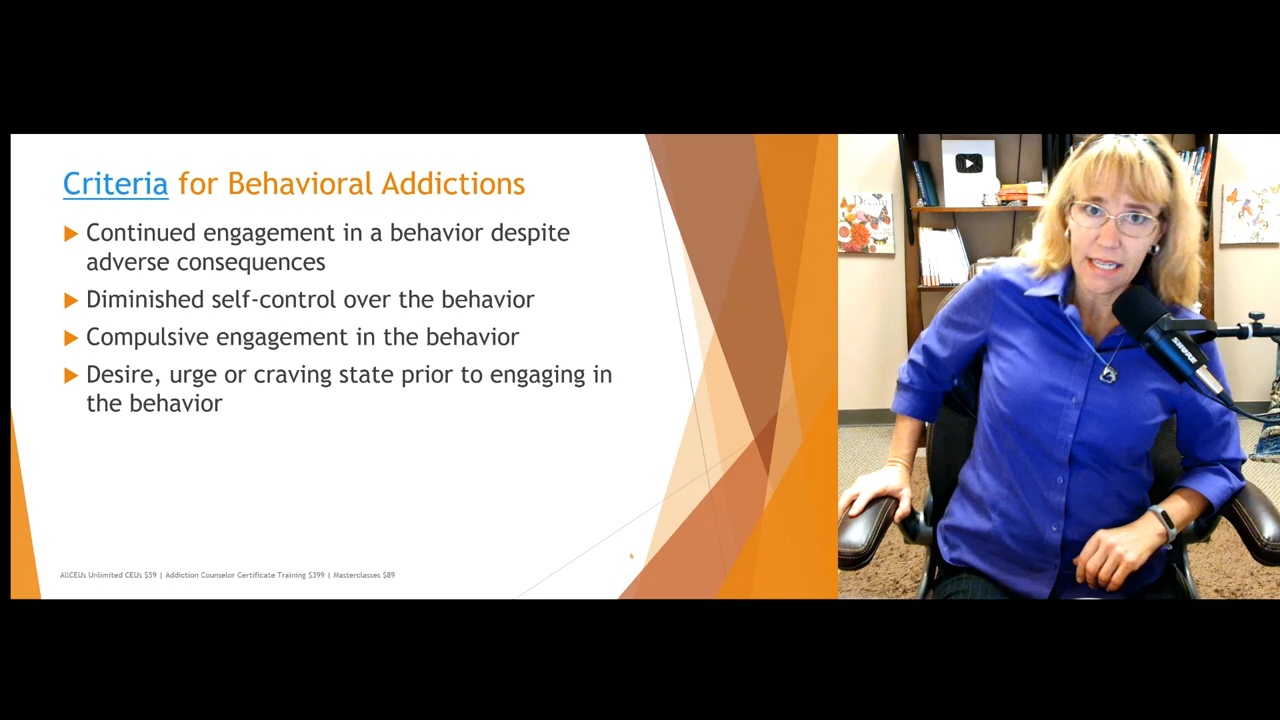 Criteria for Behavioral Addictions
Continued engagement in a behavior despite
adverse consequences
Diminished self-control over the behavior
Compulsive engagement in the behavior
Desire, urge or craving state prior to engaging in
the behavior
6
AllCEUs Unlimited CEUs $59 | Addiction Counselor Certificate Training $399 | Masterclasses $89
SHURE